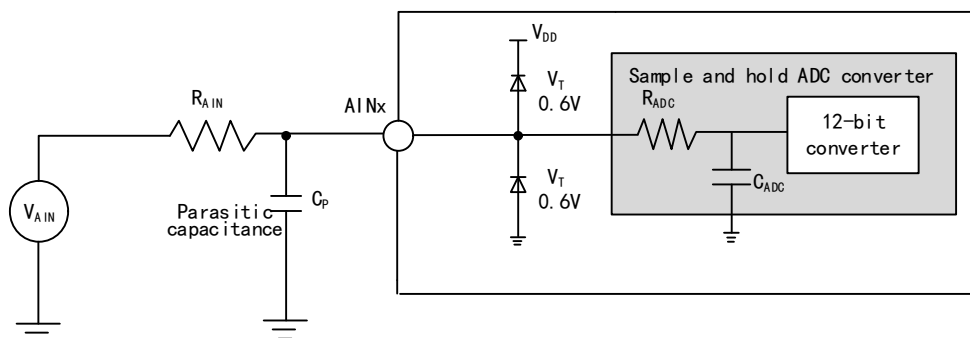 V_DD
Sample and hold ADC converter
V_T
0.6V
R_AIN
AINx
R_ADC
12-bit
converter
V_T
0.6V
C_ADC
C_P
Parasitic
capacitance
V_AIN